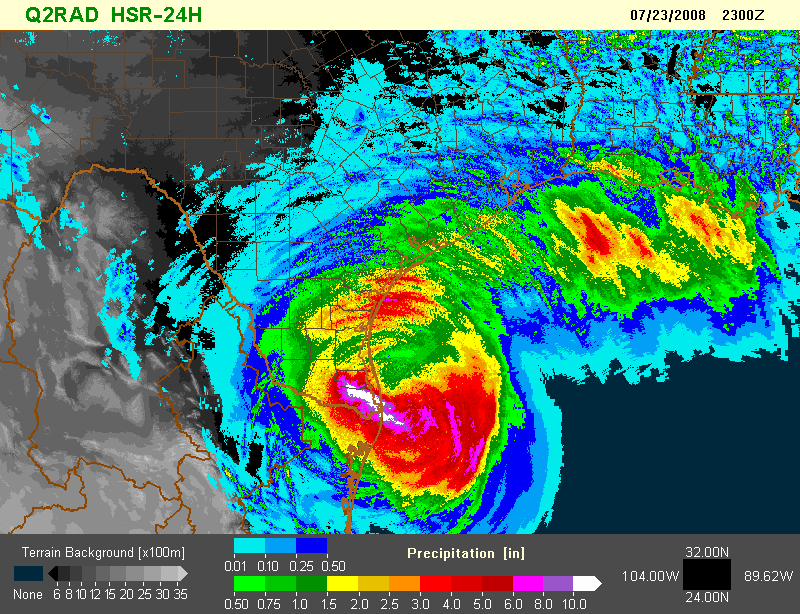 Q2RAD HSR-24H 07/23/2008 2300Z
Terrain Background [x100m]
None 6 8 10 12 15 20 25 30 35
0.01 0.10 0.25 0.50
Precipitation [in]
0.50 0.75 1.0 1.5 2.0 2.5 3.0 4.0 5.0 6.0 8.0 10.0
32.00N
104.00W 89.62W
24.00N